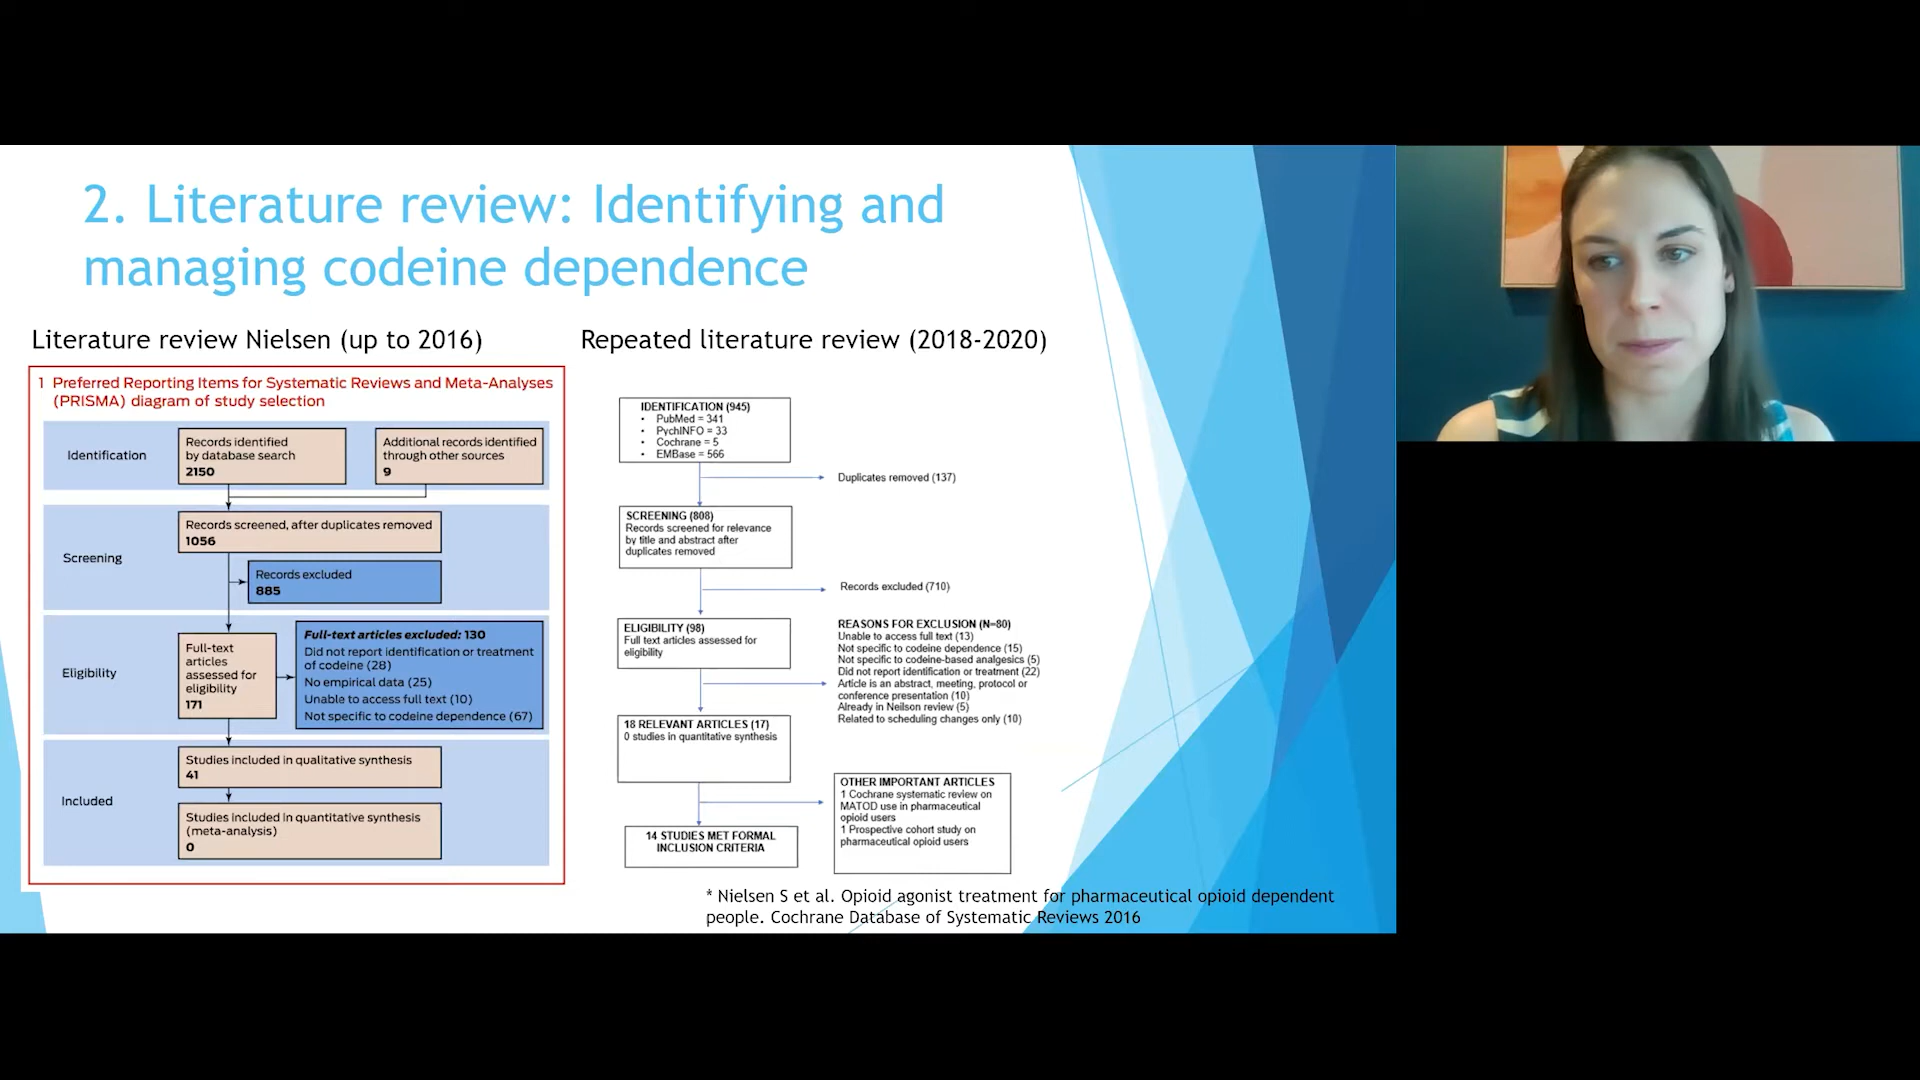 2. Literature review: Identifying and
managing codeine dependence
Literature review Nielsen (up to 2016)
1 Preferred Reporting Items for Systematic Reviews and Meta-Analyses
(PRISMA) diagram of study selection
Identification
Records identified
by database search
2150
Additional records identified
through other sources
9
Screening
Records screened, after duplicates removed
1056
Records excluded
885
Eligibility
Full-text
articles
assessed for
eligibility
171
Full-text articles excluded: 130
Did not report identification or treatment
of codeine (28)
No empirical data (25)
Unable to access full text (10)
Not specific to codeine dependence (67)
Included
Studies included in qualitative synthesis
41
Studies included in quantitative synthesis
(meta-analysis)
0
Repeated literature review (2018-2020)
IDENTIFICATION (945)
• PubMed = 341
• PychINFO = 33
• Cochrane = 5
• EMBase = 566
Duplicates removed (137)
SCREENING (808)
Records screened for relevance
by title and abstract after
duplicates removed
Records excluded (710)
ELIGIBILITY (98)
Full text articles assessed for
eligibility
REASONS FOR EXCLUSION (N=80)
Unable to access full text (13)
Not specific to codeine dependence (15)
Not specific to codeine-based analgesics (5)
Did not report identification or treatment (22)
Article is an abstract, meeting, protocol or
conference presentation (10)
Already in Neilson review (5)
Related to scheduling changes only (10)
18 RELEVANT ARTICLES (17)
0 studies in quantitative synthesis
OTHER IMPORTANT ARTICLES
1 Cochrane systematic review on
MATOD use in pharmaceutical
opioid users
1 Prospective cohort study on
pharmaceutical opioid users
14 STUDIES MET FORMAL
INCLUSION CRITERIA
* Nielsen S et al. Opioid agonist treatment for pharmaceutical opioid dependent
people. Cochrane Database of Systematic Reviews 2016